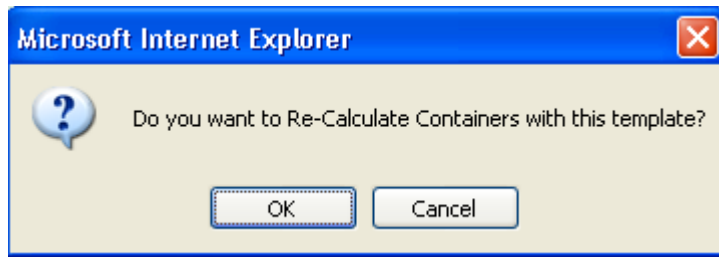 Microsoft Internet Explorer
Do you want to Re-Calculate Containers with this template?
OK
Cancel